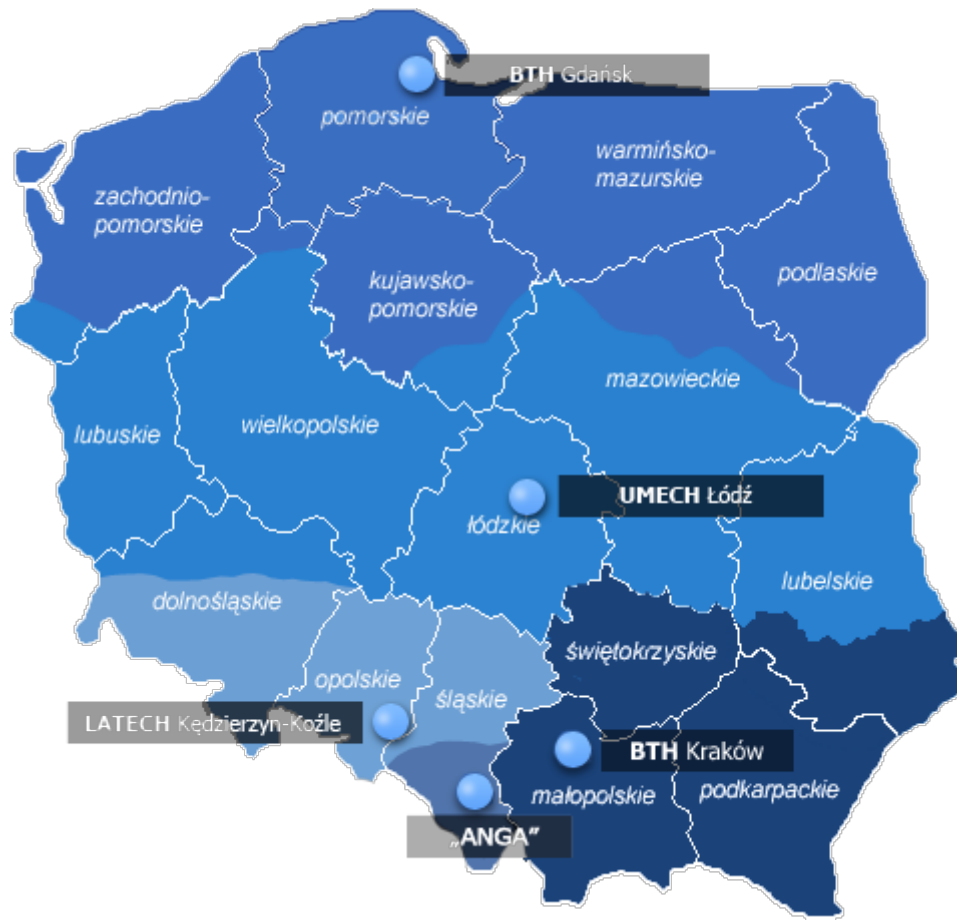 BTH Gdańsk
pomorskie
warmińsko-
mazurskie
zachodnio-
pomorskie
podlaskie
kujawsko-
pomorskie
mazowieckie
wielkopolskie
lubuskie
UMECH Łódź
łódzkie
lubelskie
dolnośląskie
świętokrzyskie
opolskie
śląskie
LATECH Kędzierzyn-Koźle
BTH Kraków
małopolskie
podkarpackie
„ANGA”